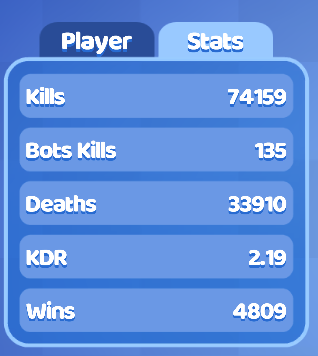 Player Stats
Kills 74159
Bots Kills 135
Deaths 33910
KDR 2.19
Wins 4809